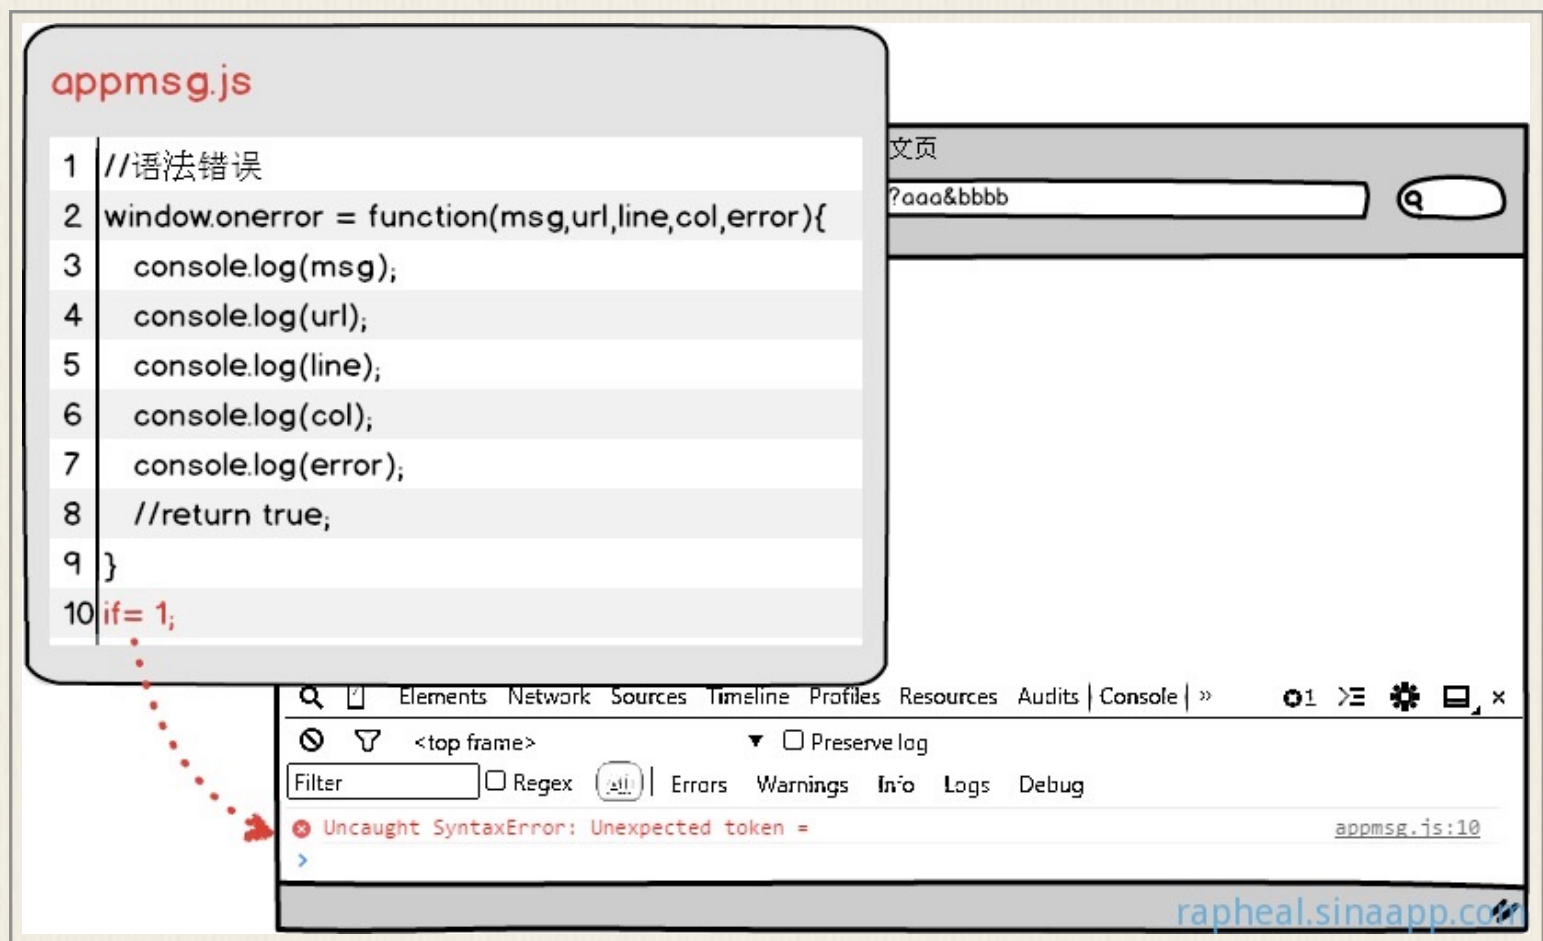 appmsg.js
1 //语法错误
2 window.onerror = function(msg,url,line,col,error){
3 console.log(msg);
4 console.log(url);
5 console.log(line);
6 console.log(col);
7 console.log(error);
8 //return true;
9 }
10 if= 1;
文页
?aaa&bbbb
Elements Network Sources Timeline Profiles Resources Audits Console » 1 ×
<top frame> ▼ Preserve log
Filter Regex All Errors Warnings Info Logs Debug
Uncaught SyntaxError: Unexpected token = appmsg.js:10
>
rapheal.sinaapp.com